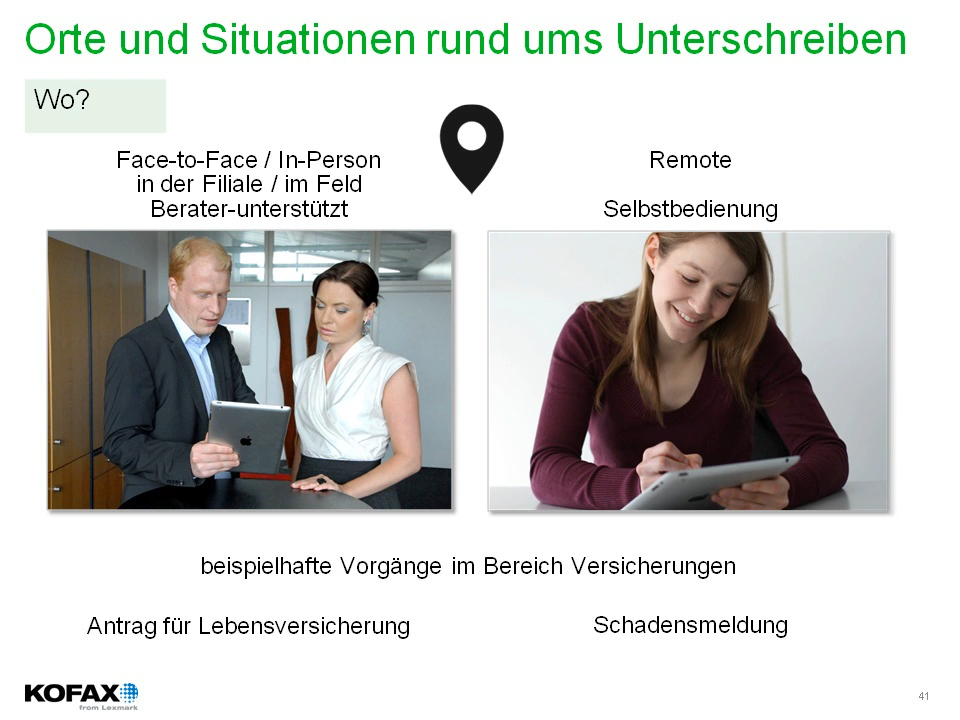 Orte und Situationen rund ums Unterschreiben
Wo?
Face-to-Face / In-Person
in der Filiale / im Feld
Berater-unterstützt
Remote
Selbstbedienung
beispielhafte Vorgänge im Bereich Versicherungen
Antrag für Lebensversicherung
Schadensmeldung
KOFAX
from Lexmark
41